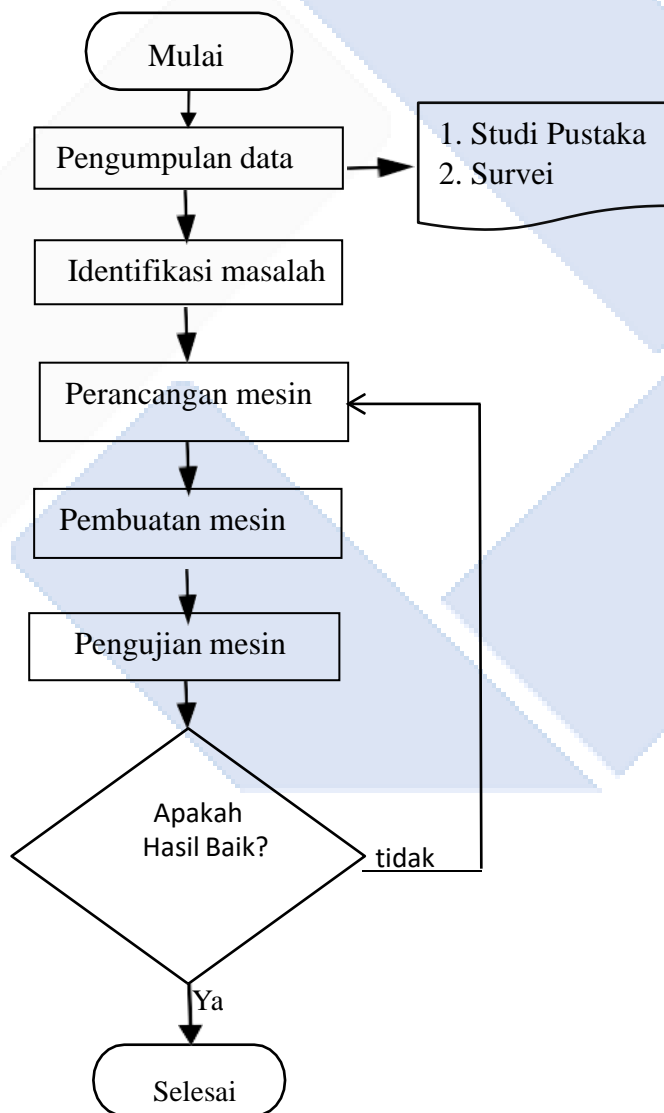 Mulai
Pengumpulan data
1. Studi Pustaka
2. Survei
Identifikasi masalah
Perancangan mesin
Pembuatan mesin
Pengujian mesin
Apakah
Hasil Baik?
tidak
Ya
Selesai